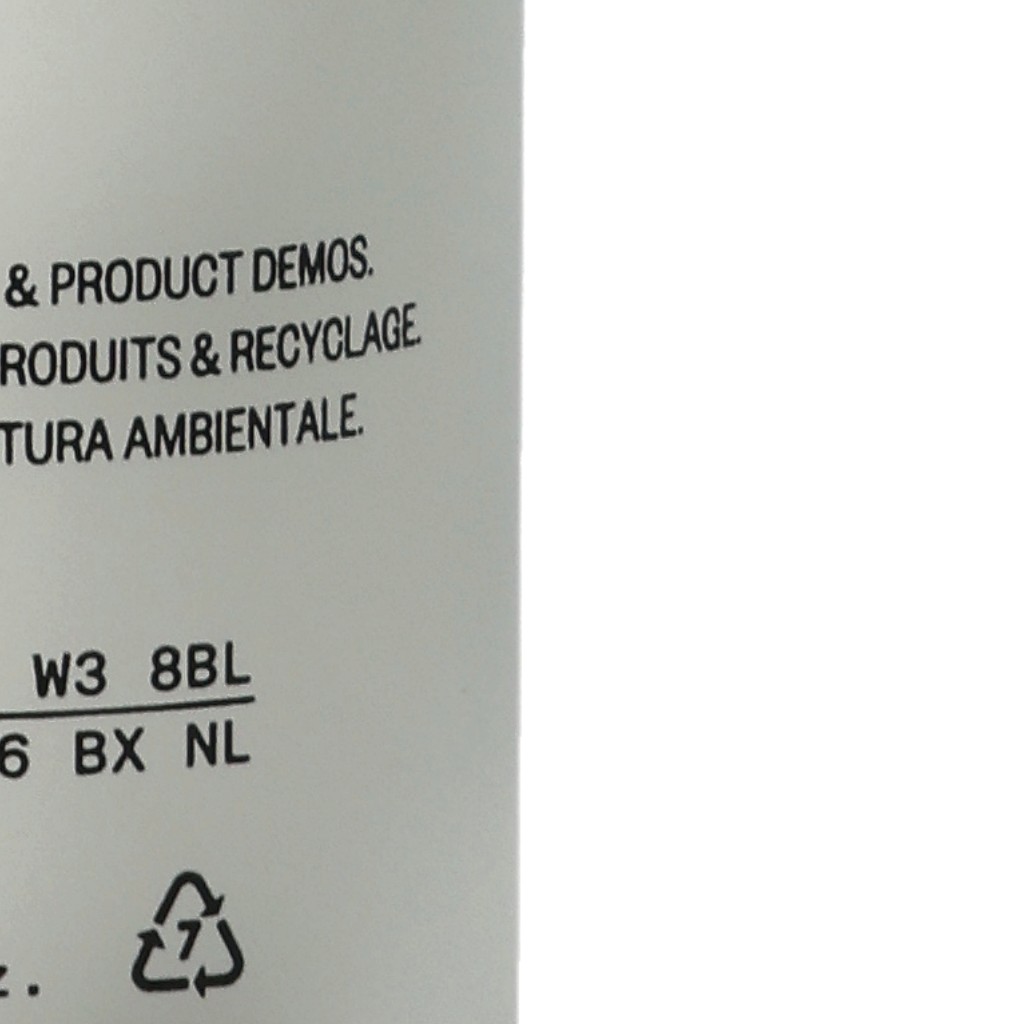 & PRODUCT DEMOS.
RODUITS & RECYCLAGE.
TURA AMBIENTALE.
W3 8BL
6 BX NL
z.
7